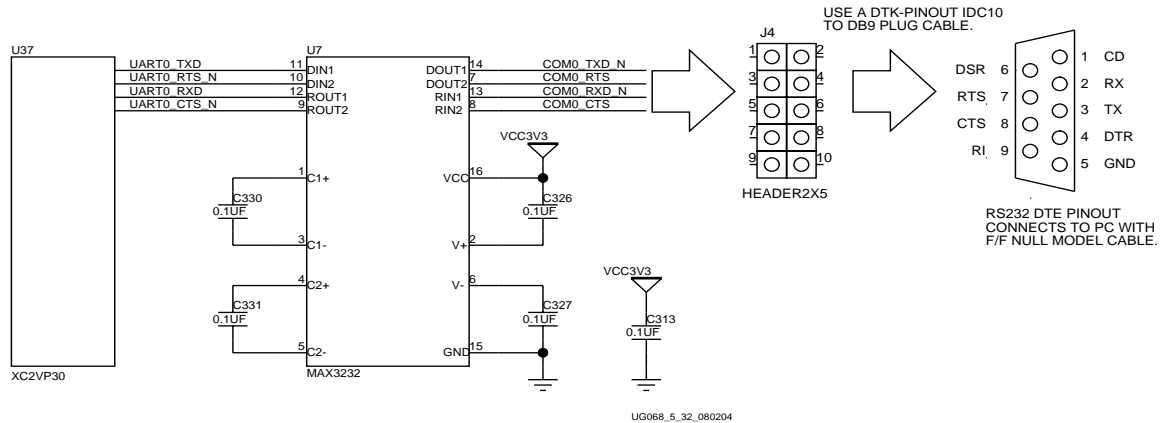 USE A DTK-PINOUT IDC10
TO DB9 PLUG CABLE.
U37
U7
J4
UART0_TXD
UART0_RTS_N
UART0_RXD
UART0_CTS_N
11
10
12
9
DIN1
DIN2
ROUT1
ROUT2
DOUT1
DOUT2
RIN1
RIN2
14
7
13
8
COM0_TXD_N
COM0_RTS
COM0_RXD_N
COM0_CTS
1
2
3
4
5
6
7
8
9
10
HEADER2X5
DSR 6
RTS 7
CTS 8
RI 9
1 CD
2 RX
3 TX
4 DTR
5 GND
RS232 DTE PINOUT
CONNECTS TO PC WITH
F/F NULL MODEL CABLE.
VCC3V3
1
C1+
VCC
16
C330
0.1UF
C326
0.1UF
3
C1-
V+
2
4
C2+
V-
6
C331
0.1UF
C327
0.1UF
5
C2-
GND
15
VCC3V3
C313
0.1UF
XC2VP30
MAX3232
UG068_5_32_080204